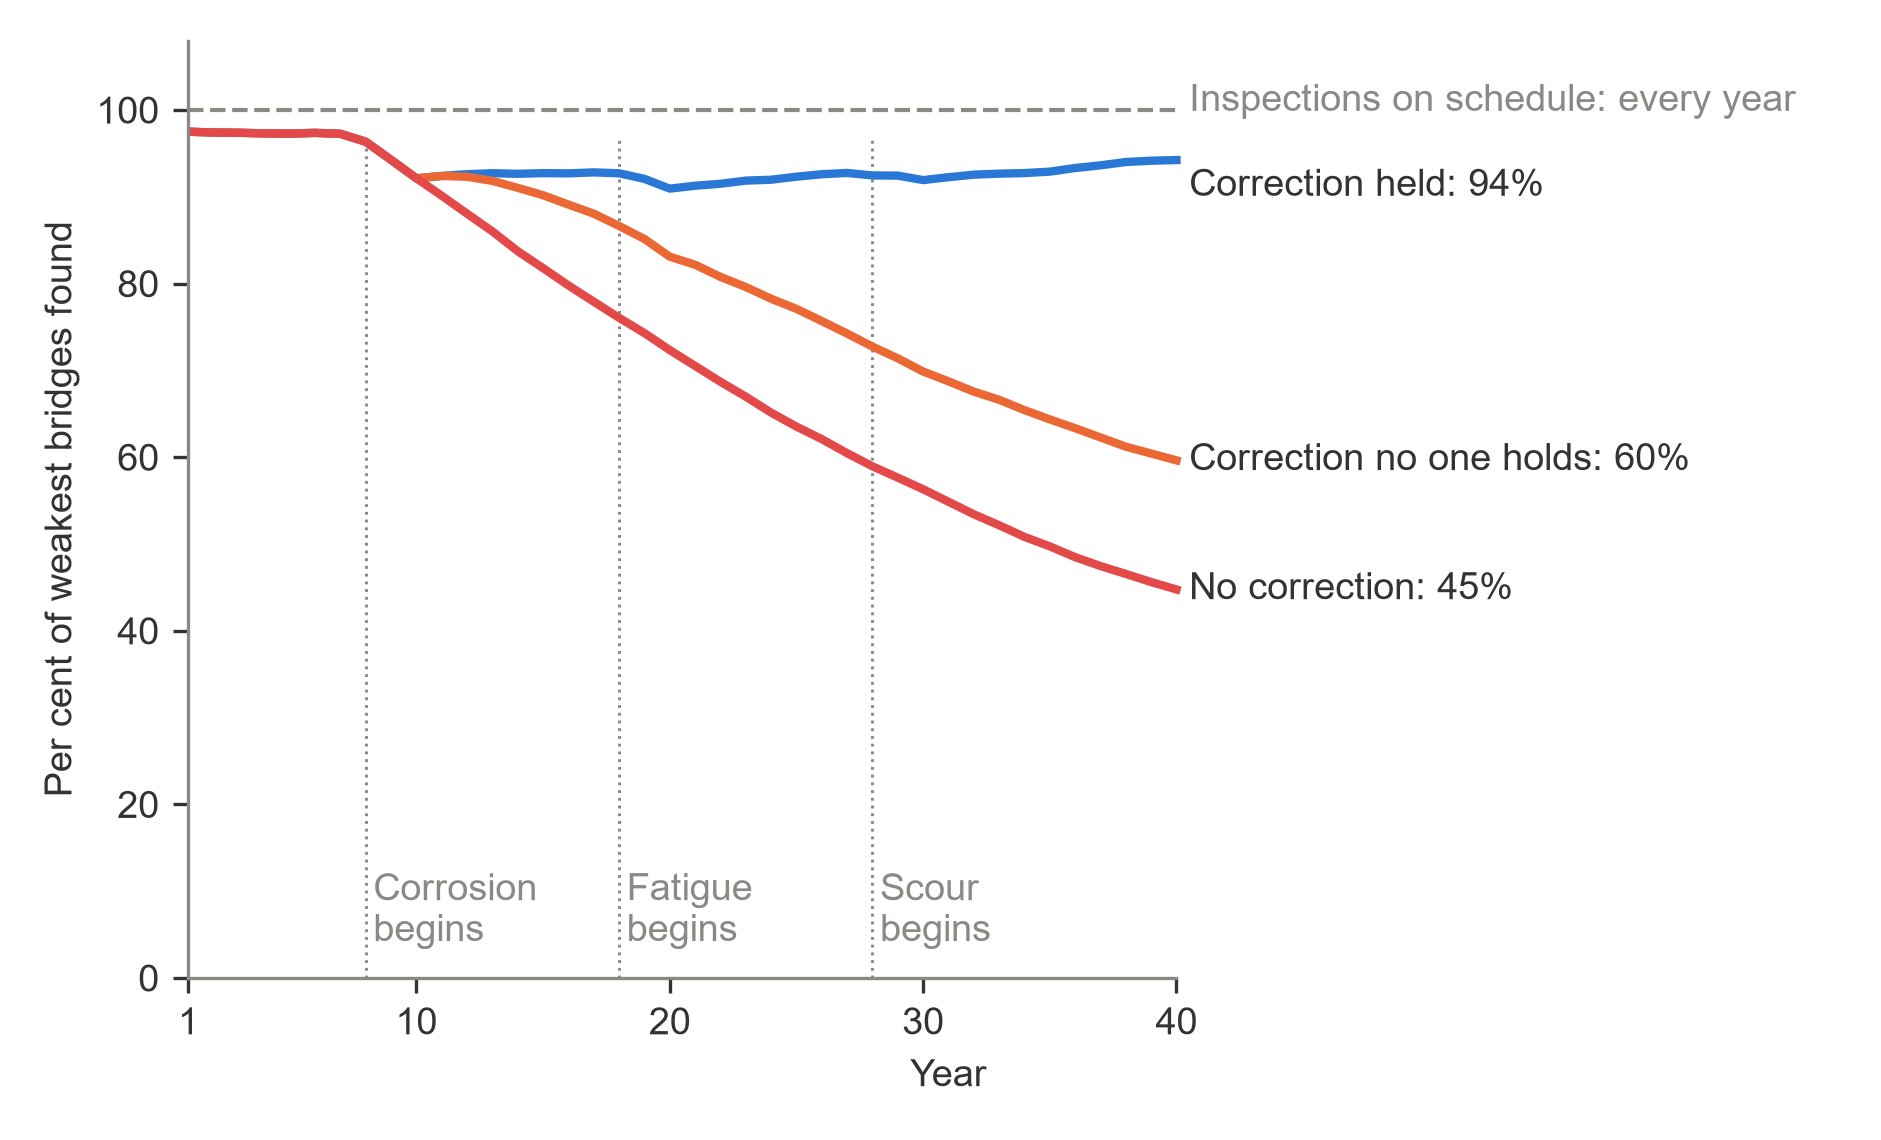 Inspections on schedule: every year
Correction held: 94%
Correction no one holds: 60%
No correction: 45%
Per cent of weakest bridges found
100
80
60
40
20
0
Corrosion
begins
Fatigue
begins
Scour
begins
1 10 20 30 40
Year